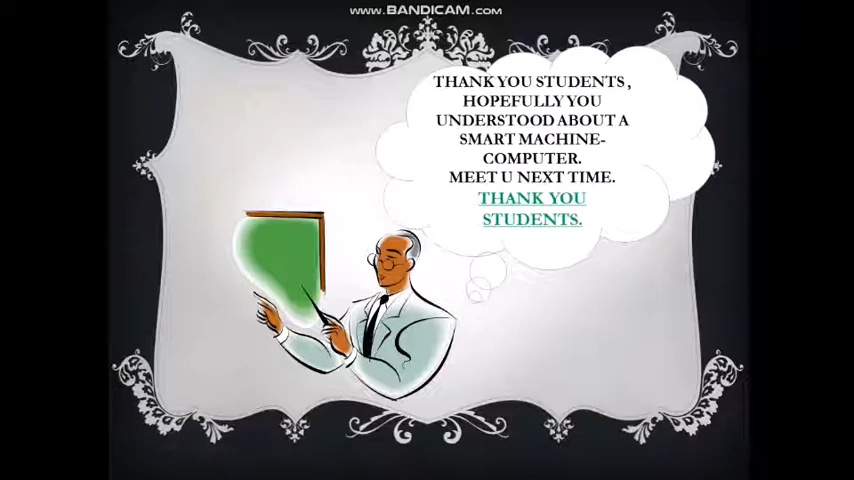 WWW.BANDICAM.COM
THANK YOU STUDENTS ,
HOPEFULLY YOU
UNDERSTOOD ABOUT A
SMART MACHINE-
COMPUTER.
MEET U NEXT TIME.
THANK YOU
STUDENTS.